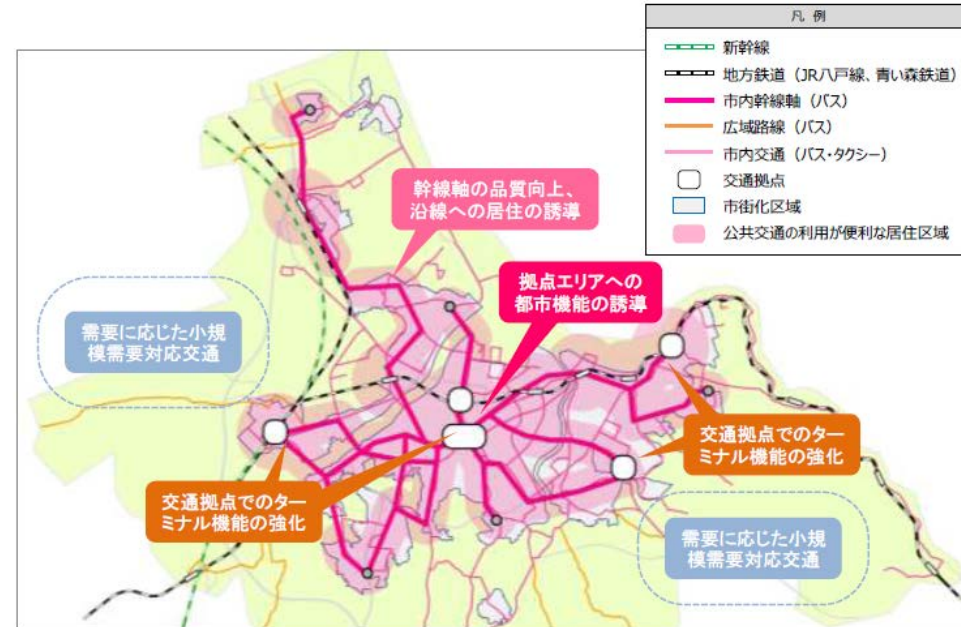 凡 例
新幹線
地方鉄道（JR八戸線、青い森鉄道）
市内幹線軸（バス）
広域路線（バス）
市内交通（バス・タクシー）
交通拠点
市街化区域
公共交通の利用が便利な居住区域
幹線軸の品質向上、
沿線への居住の誘導
拠点エリアへの
都市機能の誘導
需要に応じた小規
模需要対応交通
交通拠点でのター
ミナル機能の強化
交通拠点でのター
ミナル機能の強化
需要に応じた小規
模需要対応交通